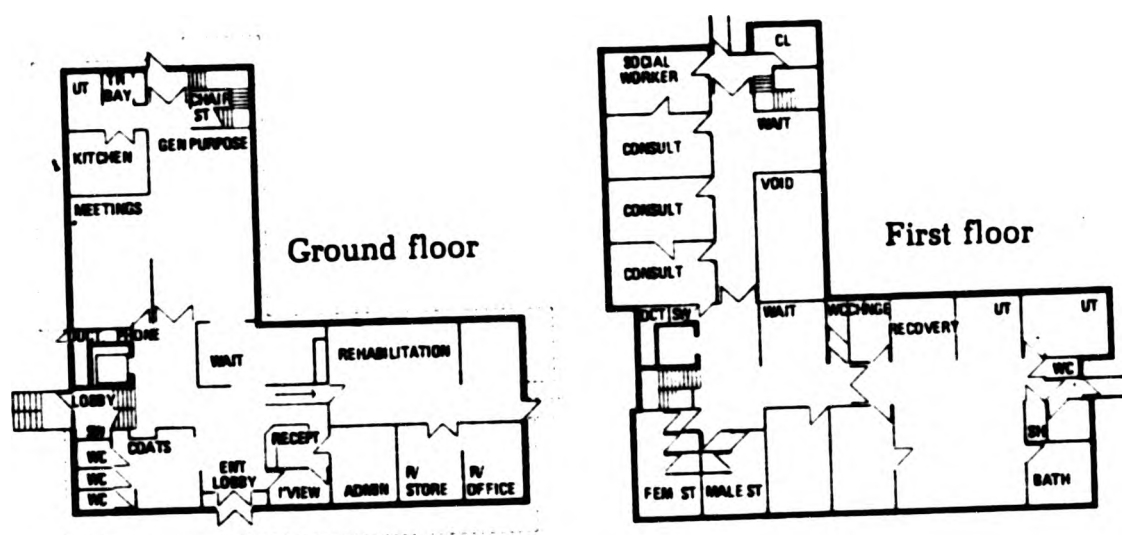 UT
TR
BAY
CHAIR
ST
GEN PURPOSE
KITCHEN
MEETINGS
Ground floor
DUCT
PHONE
WAIT
REHABILITATION
LOBBY
SH
COATS
RECEPT
WC
WC
WC
ENT
LOBBY
I'VIEW
ADMIN
R/
STORE
R/
OFFICE
CL
SOCIAL
WORKER
WAIT
CONSULT
VOID
CONSULT
First floor
CONSULT
DCT
WAIT
WC
CHNGE
RECOVERY
UT
UT
WC
SH
FEM ST
MALE ST
BATH